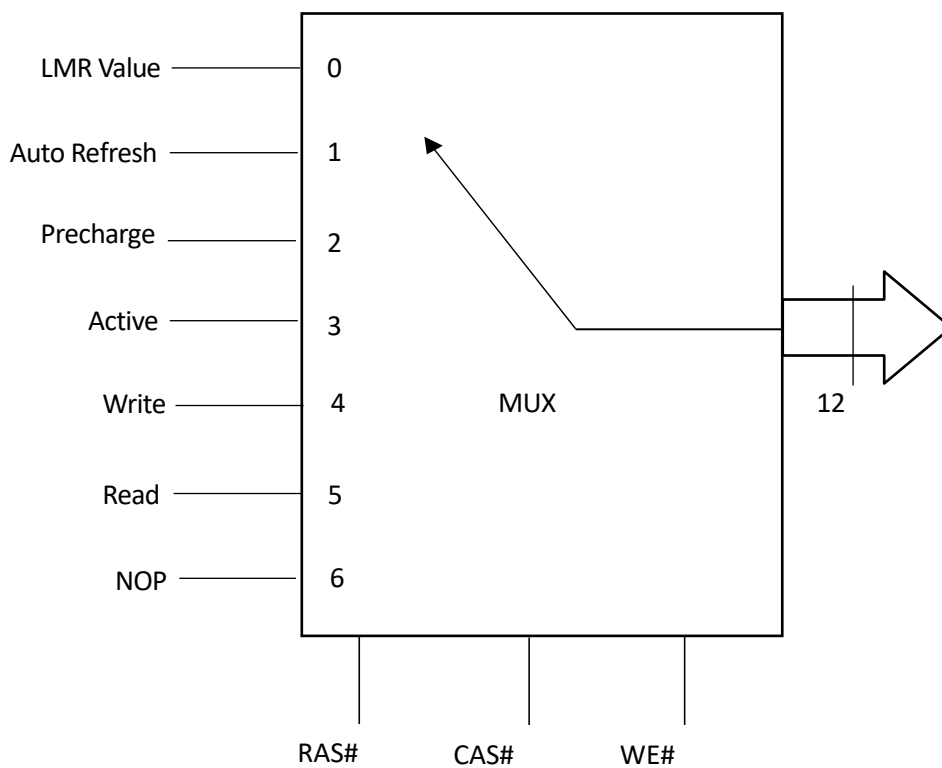 LMR Value 0
Auto Refresh 1
Precharge 2
Active 3
Write 4 MUX 12
Read 5
NOP 6
RAS# CAS# WE#